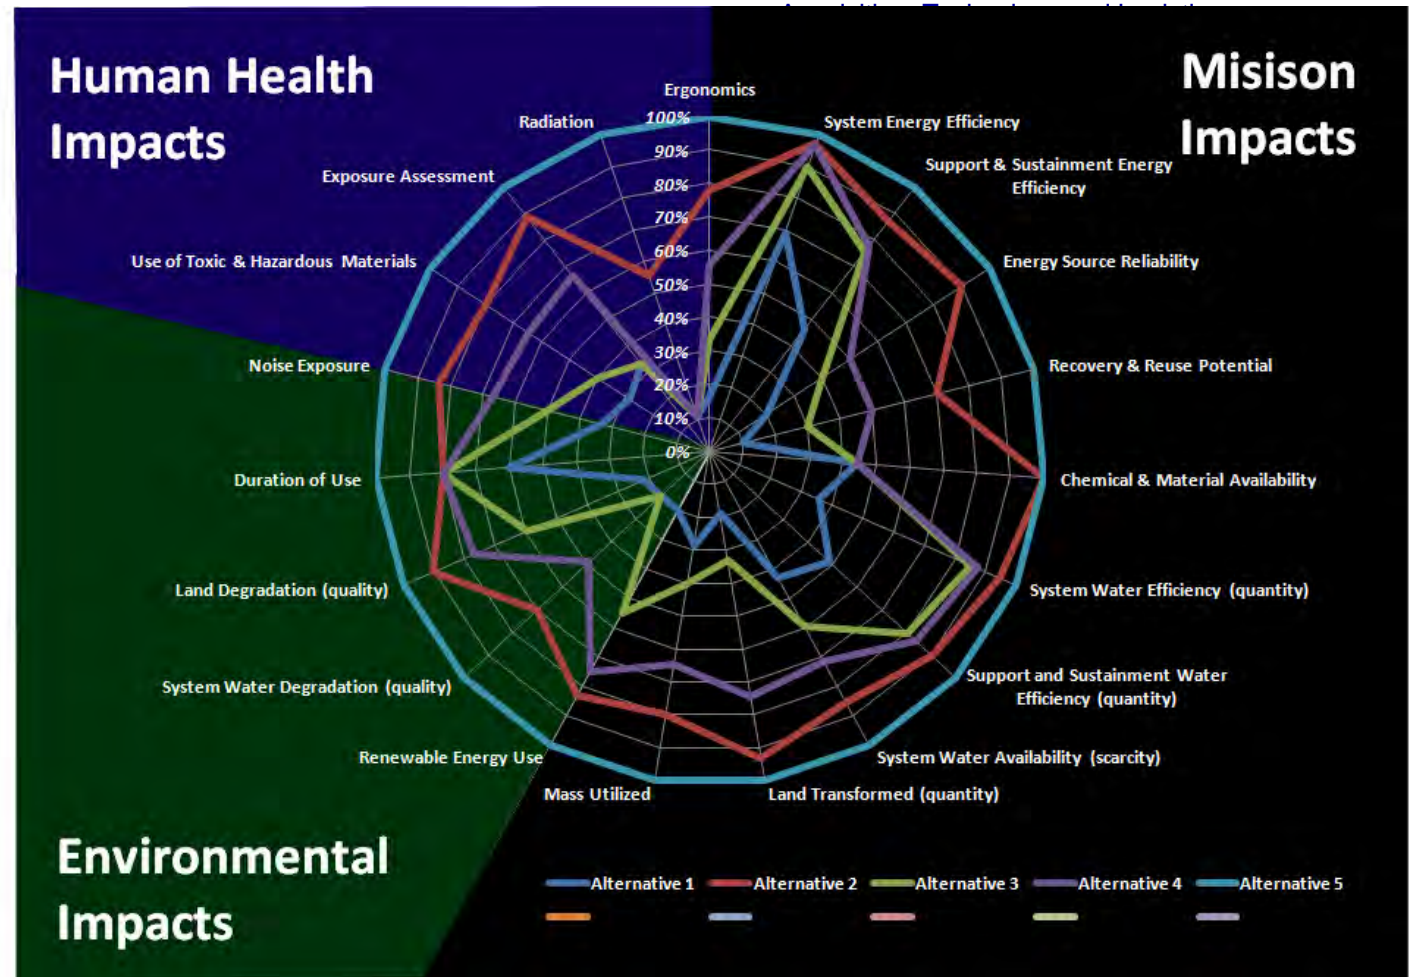 Human Health
Impacts
Misison
Impacts
Ergonomics
Radiation
System Energy Efficiency
Exposure Assessment
Support & Sustainment Energy
Efficiency
Use of Toxic & Hazardous Materials
Energy Source Reliability
Noise Exposure
Recovery & Reuse Potential
Duration of Use
Chemical & Material Availability
Land Degradation (quality)
System Water Efficiency (quantity)
System Water Degradation (quality)
Support and Sustainment Water
Efficiency (quantity)
Renewable Energy Use
System Water Availability (scarcity)
Mass Utilized
Land Transformed (quantity)
100%
90%
80%
70%
60%
50%
40%
30%
20%
10%
0%
Environmental
Impacts
Alternative 1 Alternative 2 Alternative 3 Alternative 4 Alternative 5